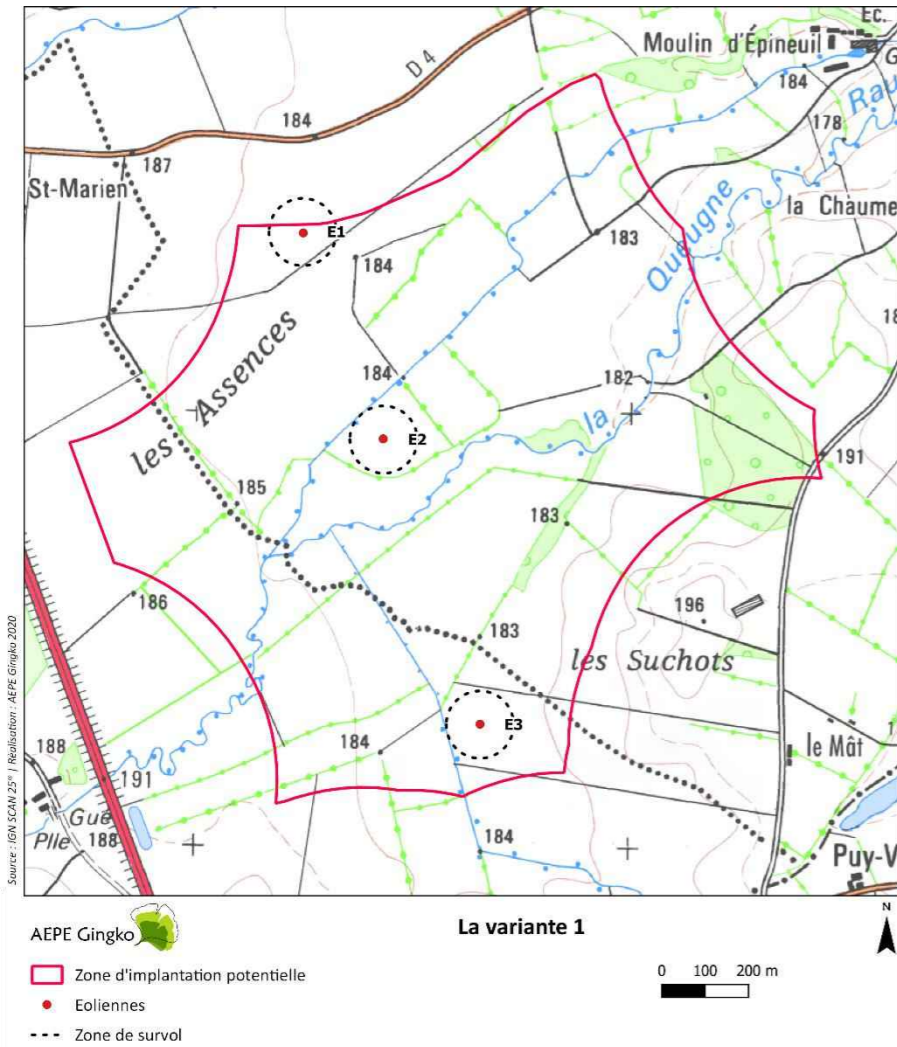 Moulin d'Épineuil
Ec.
G
D 4
184
184
Rau
178
187
St-Marien
Queugne
la Chaume
E1
184
183
18
les Assences
184
182
la
E2
191
185
183
186
196
183
les Suchots
E3
184
188
191
le Mât
1
Gué
Plle
188
184
Puy-V
Source : IGN SCAN 25® | Réalisation : AEPE Gingko 2020
AEPE Gingko
La variante 1
N
Zone d'implantation potentielle
0 100 200 m
Eoliennes
Zone de survol